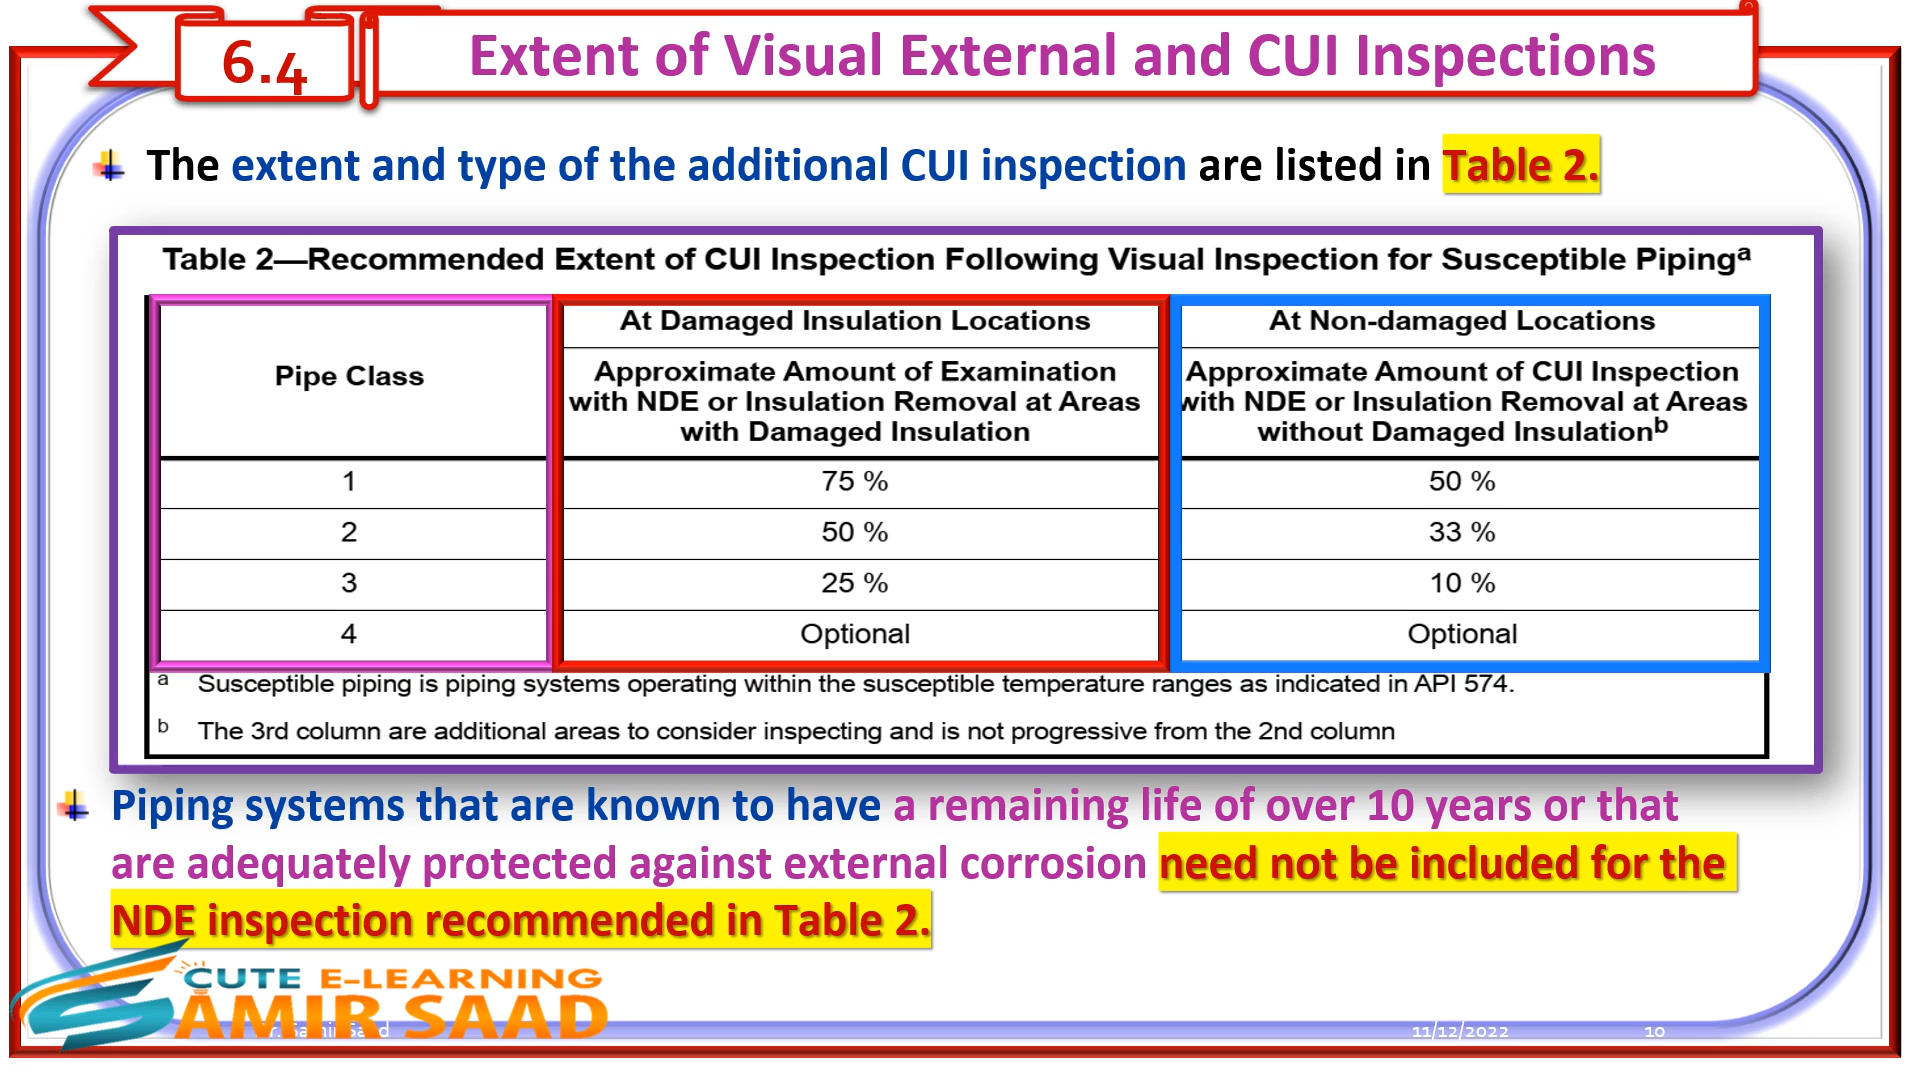 6.4
Extent of Visual External and CUI Inspections
The extent and type of the additional CUI inspection are listed in Table 2.
Table 2—Recommended Extent of CUI Inspection Following Visual Inspection for Susceptible Piping^a
Pipe Class
At Damaged Insulation Locations
Approximate Amount of Examination
with NDE or Insulation Removal at Areas
with Damaged Insulation
At Non-damaged Locations
Approximate Amount of CUI Inspection
with NDE or Insulation Removal at Areas
without Damaged Insulation^b
1 75 % 50 %
2 50 % 33 %
3 25 % 10 %
4 Optional Optional
a Susceptible piping is piping systems operating within the susceptible temperature ranges as indicated in API 574.
b The 3rd column are additional areas to consider inspecting and is not progressive from the 2nd column
Piping systems that are known to have a remaining life of over 10 years or that
are adequately protected against external corrosion need not be included for the
NDE inspection recommended in Table 2.
CUTE E-LEARNING
AMIR SAAD
11/12/2022
10